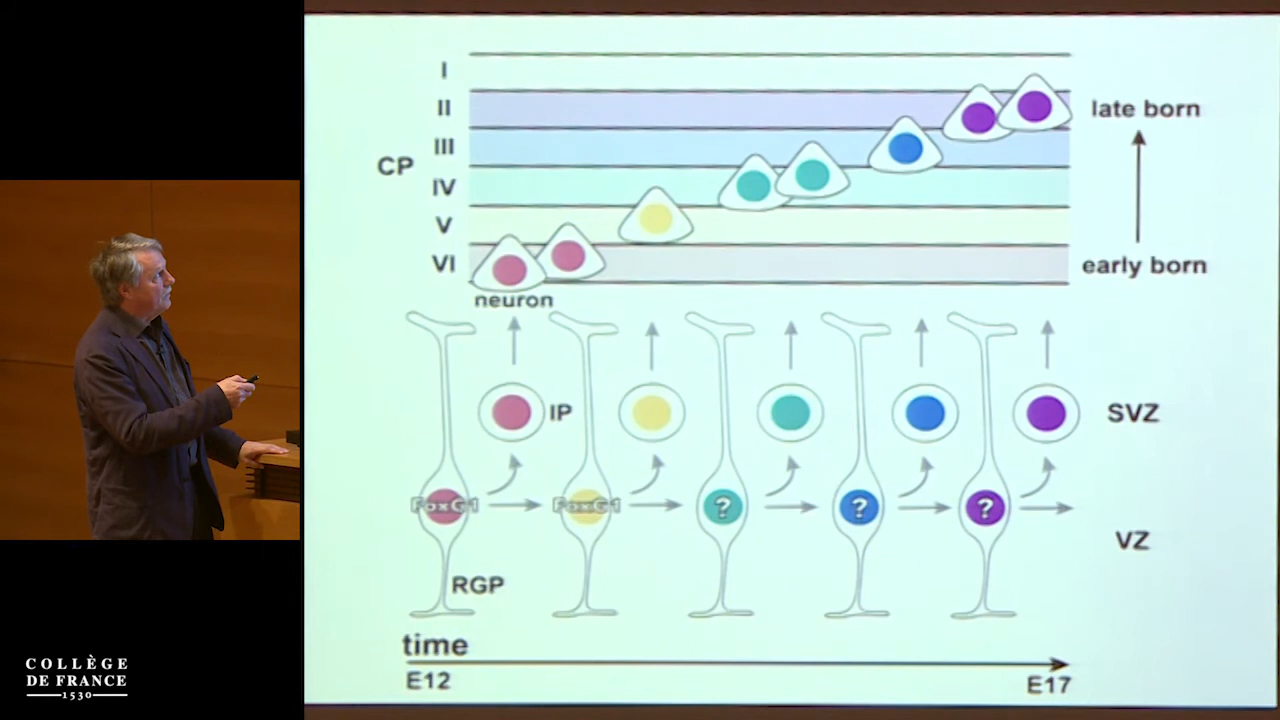 I
II
late born
III
CP
IV
V
VI
early born
neuron
IP
SVZ
FoxG1
FoxG1
?
?
?
VZ
RGP
time
E12
E17
COLLÈGE
DE FRANCE
1530